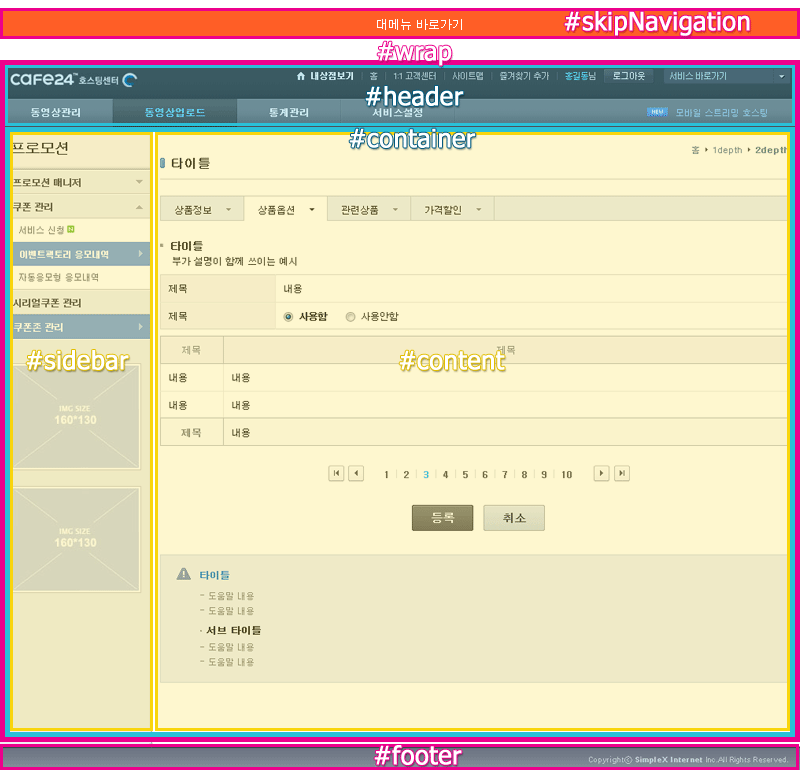 대메뉴 바로가기
#skipNavigation
#wrap
cafe24™ 호스팅센터
내상점보기 홈 1:1 고객센터 사이트맵 즐겨찾기 추가 홍길동님 로그아웃 서비스 바로가기
#header
동영상관리 동영상업로드 통계관리 서비스설정 NEW 모바일 스트리밍 호스팅
#container
프로모션
홈 1depth 2depth
타이틀
프로모션 매니저
쿠폰 관리
서비스 신청 N
이벤트팩토리 응모내역
자동응모형 응모내역
시리얼쿠폰 관리
쿠폰존 관리
#sidebar
IMG SIZE
160*130
IMG SIZE
160*130
상품정보 상품옵션 관련상품 가격할인
타이틀
부가 설명이 함께 쓰이는 예시
제목 내용
제목 사용함 사용안함
제목 제목
#content
내용 내용
내용 내용
제목 내용
1 2 3 4 5 6 7 8 9 10
등록 취소
타이틀
- 도움말 내용
- 도움말 내용
· 서브 타이틀
- 도움말 내용
- 도움말 내용
#footer
Copyright© SimpleX Internet Inc.All Rights Reserved.